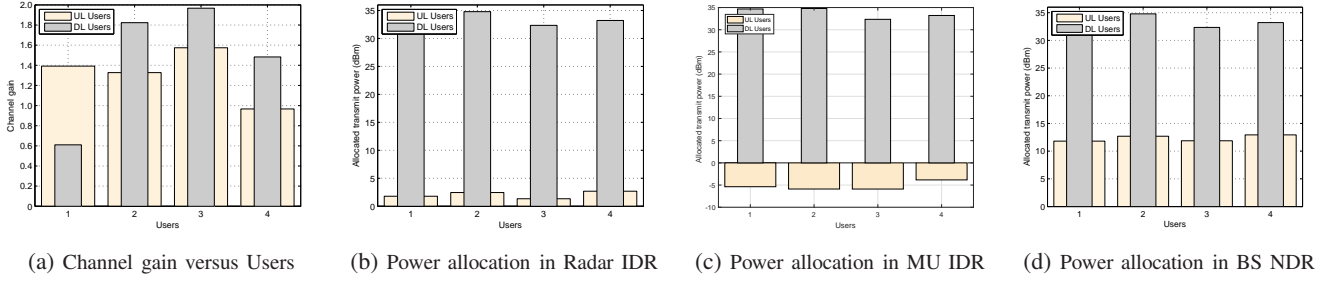 2.0
1.8
1.6
1.4
1.2
1.0
0.8
0.6
0.4
0.2
0
Channel gain
UL Users
DL Users
1 2 3 4
Users
(a) Channel gain versus Users
35
30
25
20
15
10
5
0
Allocated transmit power (dBm)
UL Users
DL Users
1 2 3 4
Users
(b) Power allocation in Radar IDR
35
5
0
-5
-10
Allocated transmit power (dBm)
UL Users
DL Users
1 2 3 4
Users
(c) Power allocation in MU IDR
35
30
25
20
15
10
5
0
Allocated transmit power (dBm)
UL Users
DL Users
1 2 3 4
Users
(d) Power allocation in BS NDR